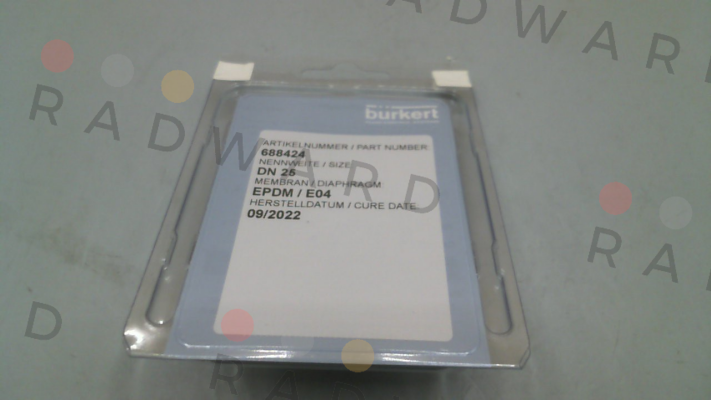 burkert
ARTIKELNUMMER / PART NUMBER
688424
NENNWEITE / SIZE
DN 25
MEMBRAN / DIAPHRAGM
EPDM / E04
HERSTELLDATUM / CURE DATE
09/2022
RADWARD
RADWARD
RADWARD
RA
D